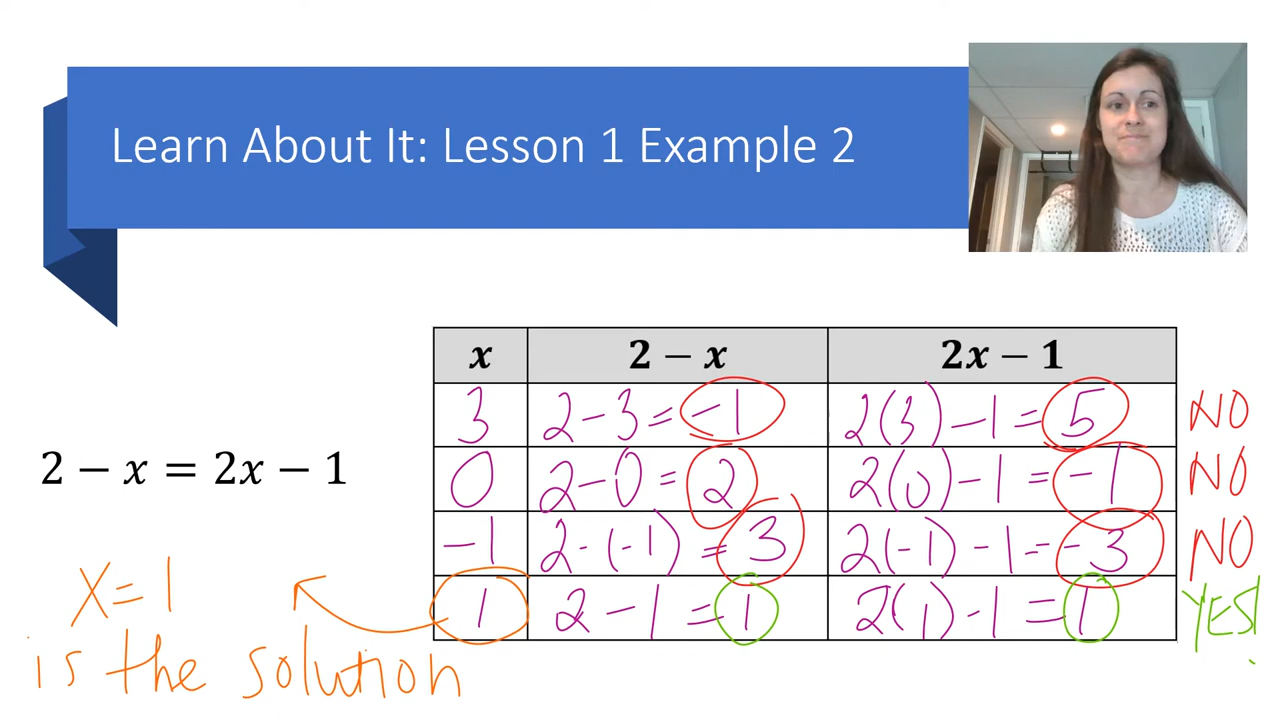 Learn About It: Lesson 1 Example 2
x 2 − x 2x − 1
3 2 − 3 = −1 2(3) − 1 = 5 NO
2 − x = 2x − 1
0 2 − 0 = 2 2(0) − 1 = −1 NO
−1 2 - (-1) = 3 2(-1) - 1 = -3 NO
1 2 − 1 = 1 2(1) - 1 = 1 YES!
X = 1
is the solution